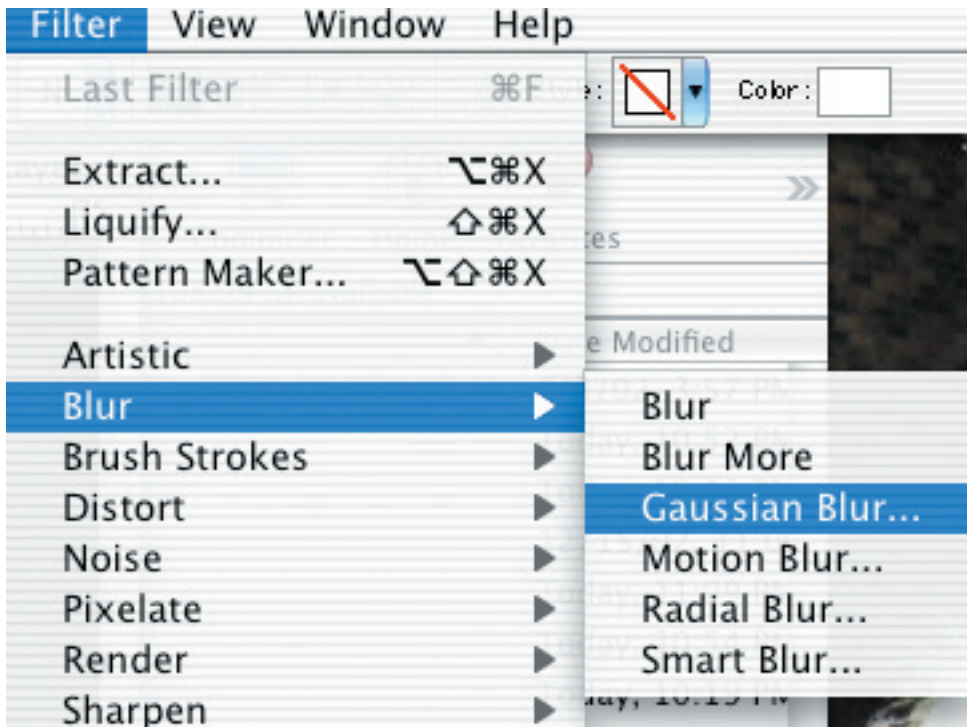 Filter View Window Help
Last Filter ⌘F
Color:
Extract... ⌥⌘X
Liquify... ⇧⌘X
Pattern Maker... ⌥⇧⌘X
Modified
Artistic
Blur
Brush Strokes
Distort
Noise
Pixelate
Render
Sharpen
Blur
Blur More
Gaussian Blur...
Motion Blur...
Radial Blur...
Smart Blur...